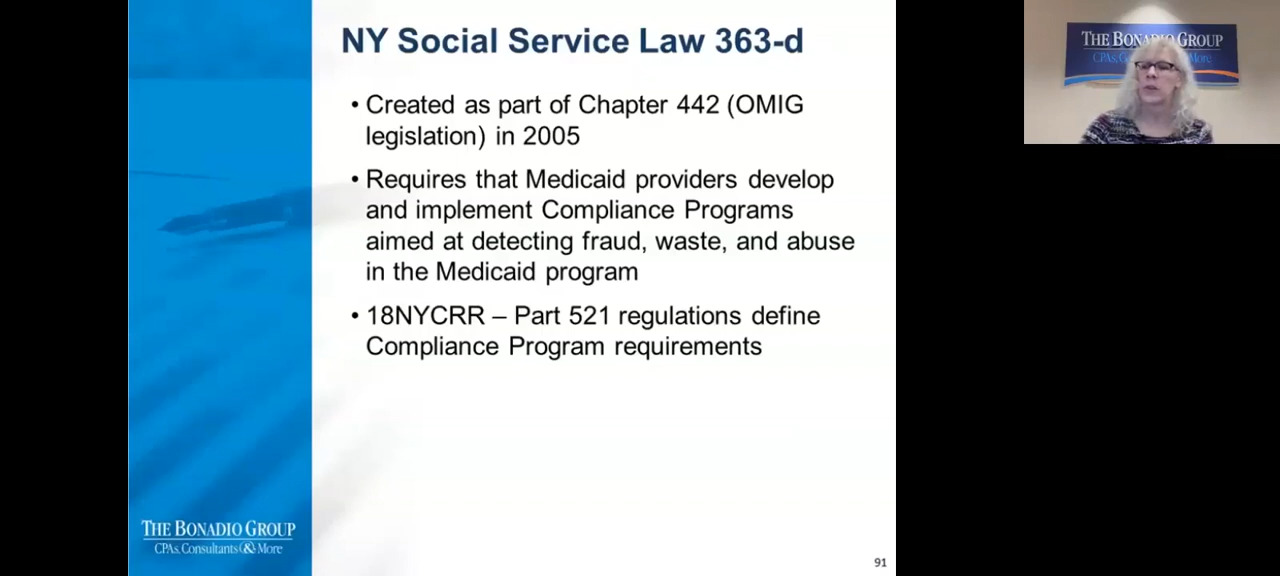 NY Social Service Law 363-d
• Created as part of Chapter 442 (OMIG
legislation) in 2005
• Requires that Medicaid providers develop
and implement Compliance Programs
aimed at detecting fraud, waste, and abuse
in the Medicaid program
• 18NYCRR – Part 521 regulations define
Compliance Program requirements
THE BONADIO GROUP
CPAs, Consultants & More
91
THE BONADIO GROUP
CPAs, More